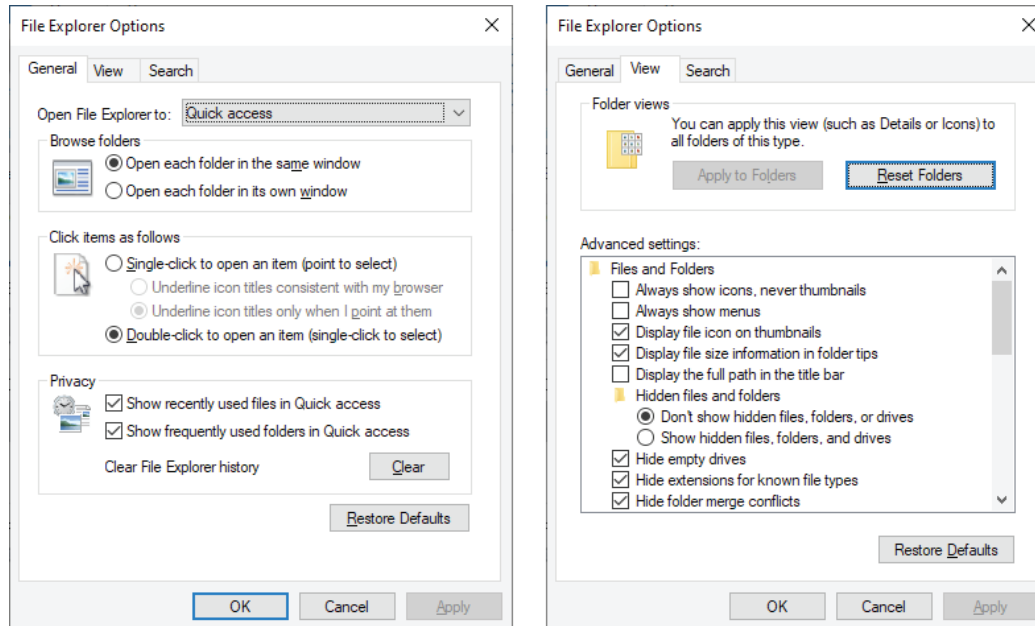 File Explorer Options
General View Search
Open File Explorer to: Quick access
Browse folders
Open each folder in the same window
Open each folder in its own window
Click items as follows
Single-click to open an item (point to select)
Underline icon titles consistent with my browser
Underline icon titles only when I point at them
Double-click to open an item (single-click to select)
Privacy
Show recently used files in Quick access
Show frequently used folders in Quick access
Clear File Explorer history Clear
Restore Defaults
OK Cancel Apply
File Explorer Options
General View Search
Folder views
You can apply this view (such as Details or Icons) to
all folders of this type.
Apply to Folders Reset Folders
Advanced settings:
Files and Folders
Always show icons, never thumbnails
Always show menus
Display file icon on thumbnails
Display file size information in folder tips
Display the full path in the title bar
Hidden files and folders
Don't show hidden files, folders, or drives
Show hidden files, folders, and drives
Hide empty drives
Hide extensions for known file types
Hide folder merge conflicts
Restore Defaults
OK Cancel Apply